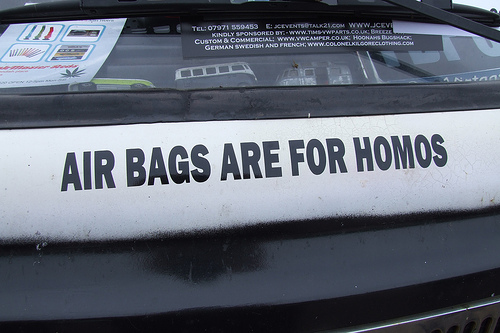 TEL: 07971 559453 E: JCEVENTS@TALK21.COM WWW.JCEV
KINDLY SPONSORED BY:- WWW.TIMSVWPARTS.CO.UK; BREEZE
CUSTOM & COMMERCIAL; WWW.VWCAMPER.CO.UK; HOOHANS BUGSHACK;
GERMAN SWEDISH AND FRENCH; WWW.COLONELKILGORECLOTHING.COM
AIR BAGS ARE FOR HOMOS